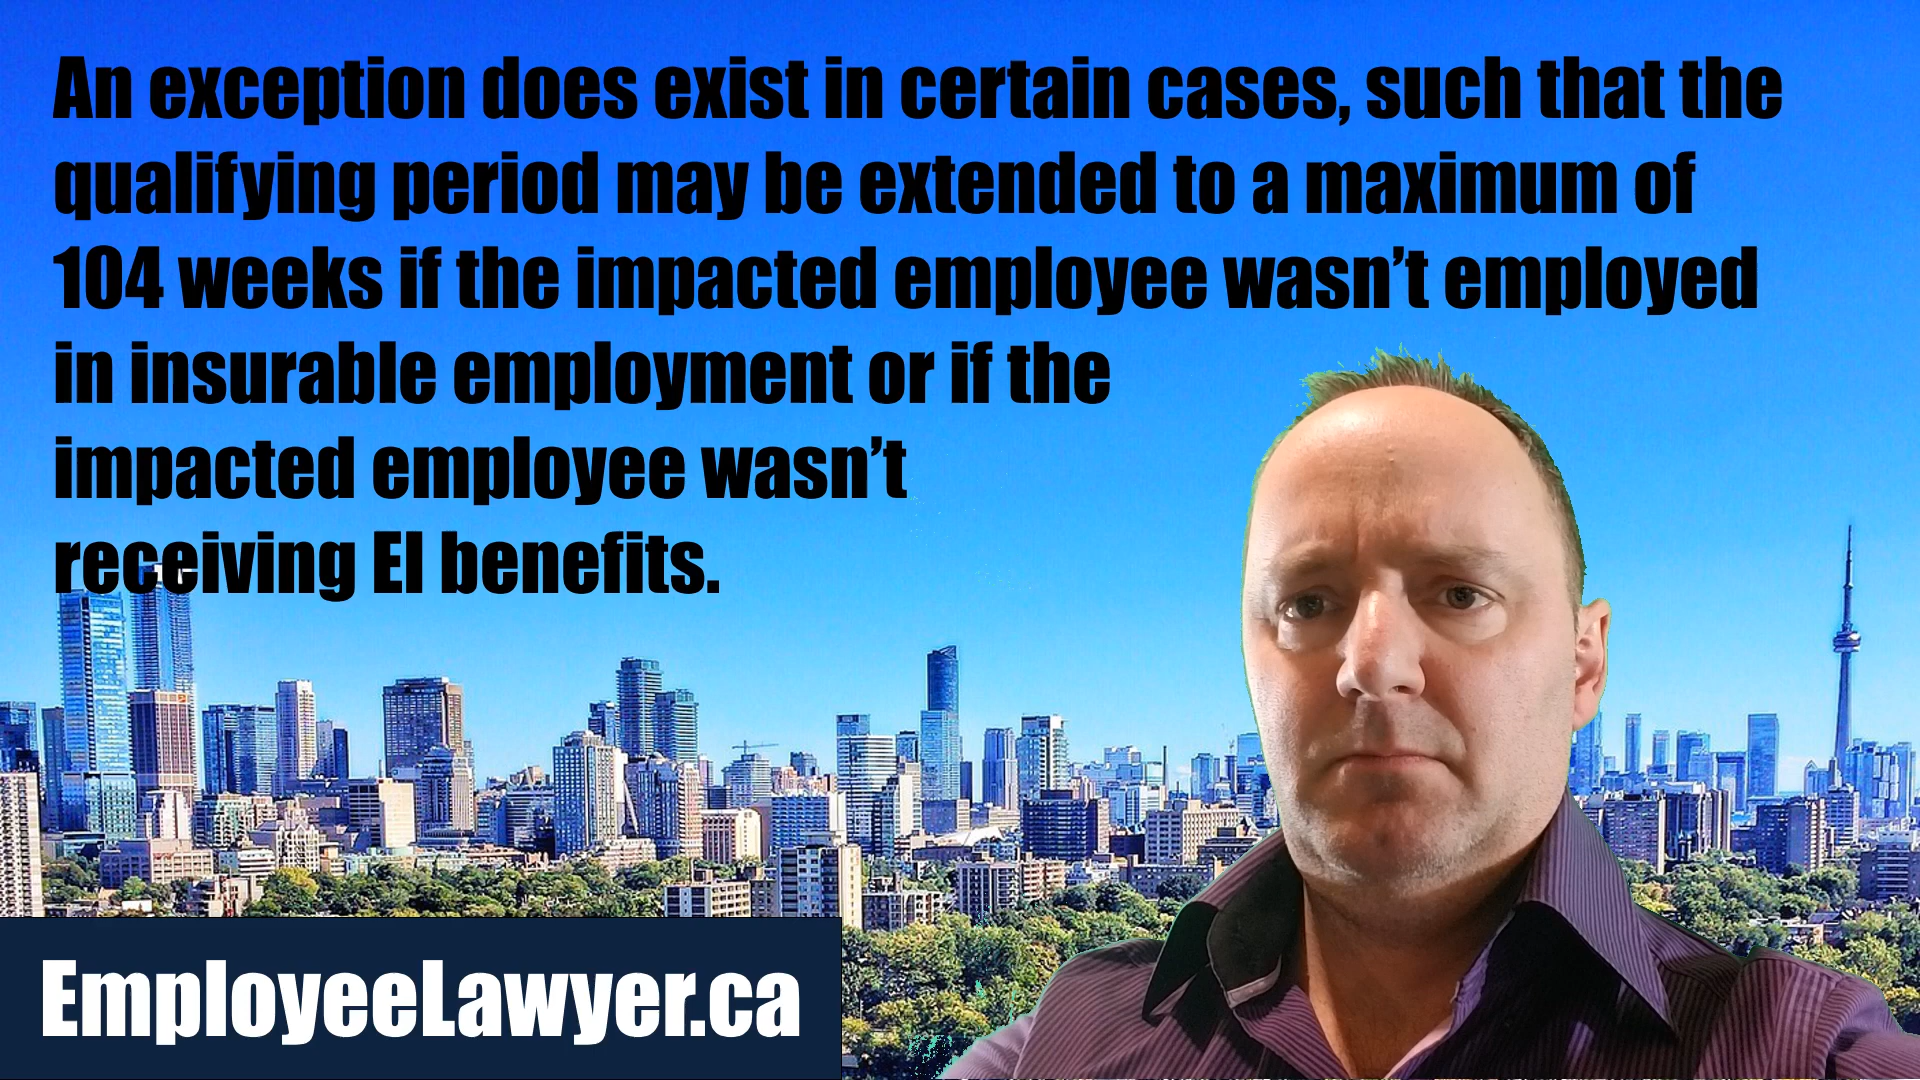 An exception does exist in certain cases, such that the
qualifying period may be extended to a maximum of
104 weeks if the impacted employee wasn’t employed
in insurable employment or if the
impacted employee wasn’t
receiving EI benefits.
EmployeeLawyer.ca